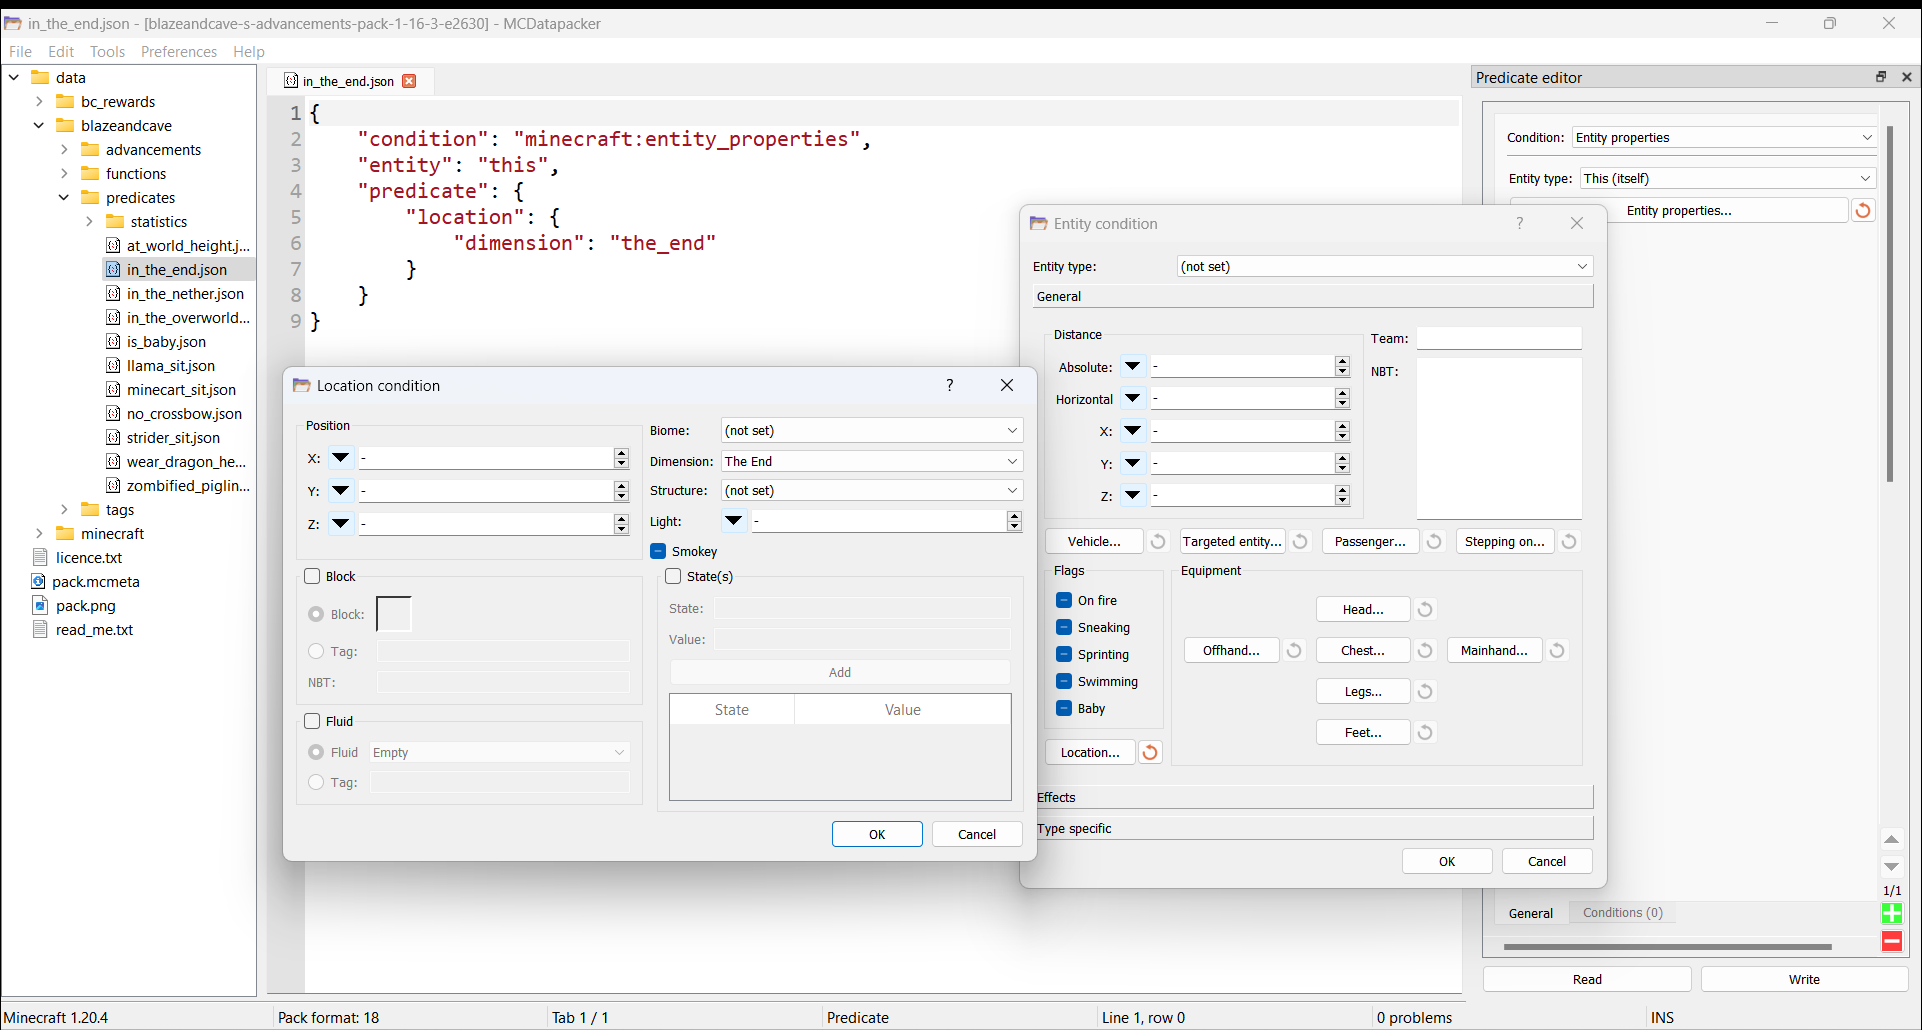 in_the_end.json - [blazeandcave-s-advancements-pack-1-16-3-e2630] - MCDatapacker
File Edit Tools Preferences Help
data
bc_rewards
blazeandcave
advancements
functions
predicates
statistics
at_world_height.j...
in_the_end.json
in_the_nether.json
in_the_overworld...
is_baby.json
llama_sit.json
minecart_sit.json
no_crossbow.json
strider_sit.json
wear_dragon_he...
zombified_piglin...
tags
minecraft
licence.txt
pack.mcmeta
pack.png
read_me.txt
in_the_end.json
1 {
2 "condition": "minecraft:entity_properties",
3 "entity": "this",
4 "predicate": {
5 "location": {
6 "dimension": "the_end"
7 }
8 }
9 }
Location condition ?
Position
X: -
Y: -
Z: -
Biome: (not set)
Dimension: The End
Structure: (not set)
Light: -
Smokey
Block
Block:
Tag:
NBT:
Fluid
Fluid Empty
Tag:
State(s)
State:
Value:
Add
State Value
OK Cancel
Entity condition ?
Entity type: (not set)
General
Distance
Absolute: -
Horizontal -
X: -
Y: -
Z: -
Team:
NBT:
Vehicle... Targeted entity... Passenger... Stepping on...
Flags
On fire
Sneaking
Sprinting
Swimming
Baby
Location...
Equipment
Head...
Offhand... Chest... Mainhand...
Legs...
Feet...
Effects
Type specific
OK Cancel
Predicate editor
Condition: Entity properties
Entity type: This (itself)
Entity properties...
1/1
General Conditions (0)
Read Write
Minecraft 1.20.4 Pack format: 18 Tab 1 / 1 Predicate Line 1, row 0 0 problems INS